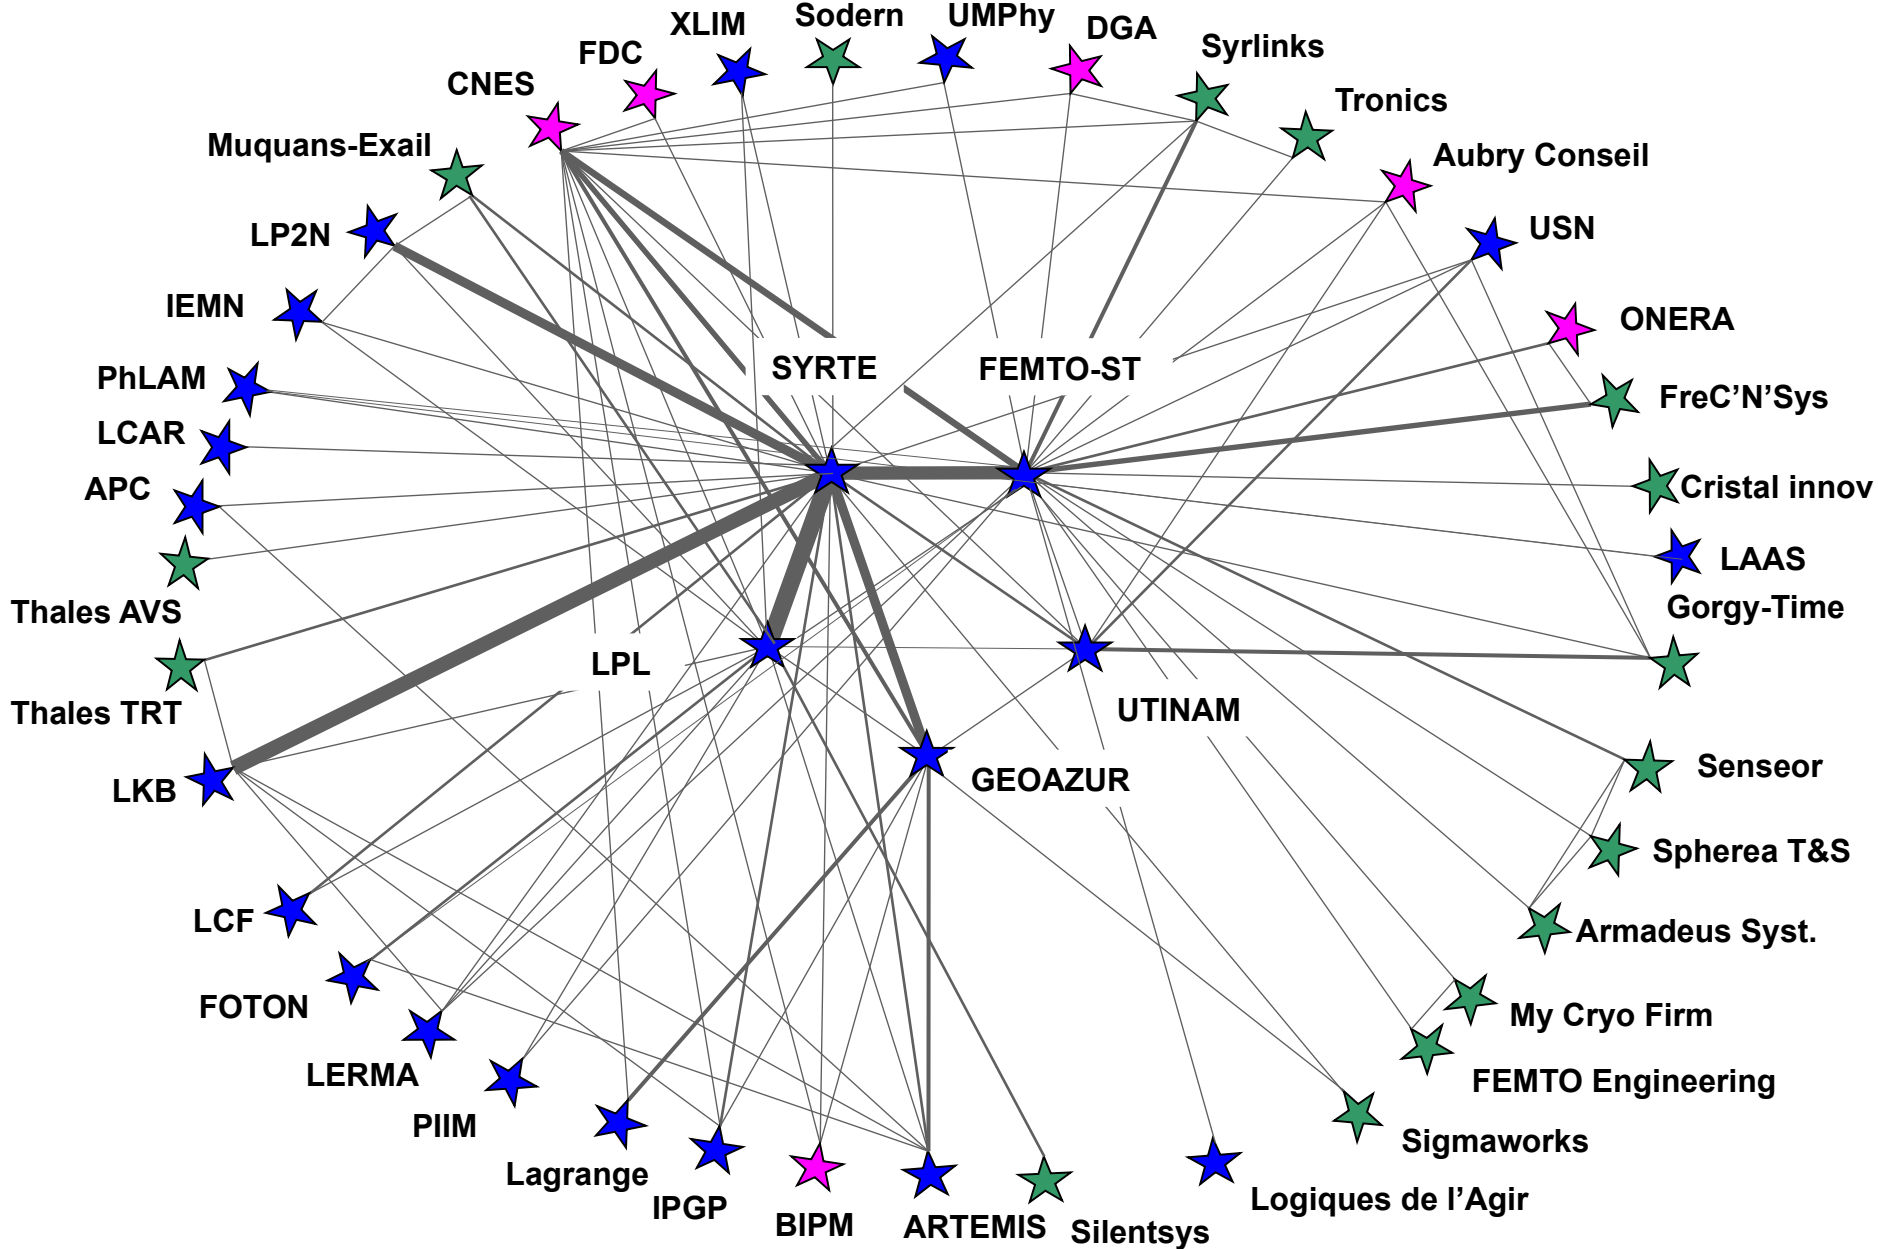 Sodern
UMPhy
XLIM
DGA
FDC
Syrlinks
CNES
Tronics
Muquans-Exail
Aubry Conseil
LP2N
USN
IEMN
ONERA
SYRTE
FEMTO-ST
PhLAM
FreC’N’Sys
LCAR
APC
Cristal innov
LAAS
Thales AVS
Gorgy-Time
LPL
Thales TRT
UTINAM
LKB
GEOAZUR
Senseor
Spherea T&S
LCF
Armadeus Syst.
FOTON
My Cryo Firm
LERMA
FEMTO Engineering
PIIM
Sigmaworks
Lagrange
IPGP
BIPM
ARTEMIS
Silentsys
Logiques de l’Agir